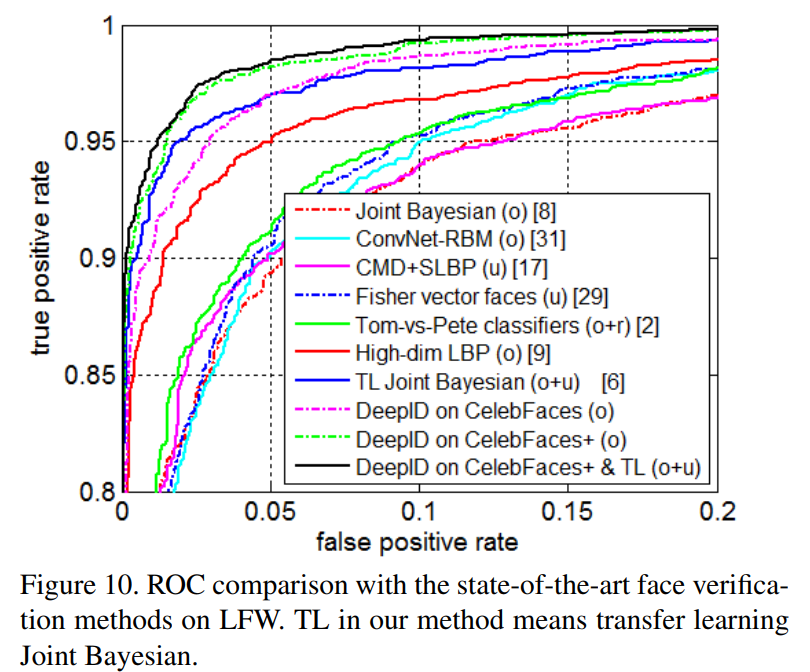 1
0.95
0.9
0.85
0.8
true positive rate
Joint Bayesian (o) [8]
ConvNet-RBM (o) [31]
CMD+SLBP (u) [17]
Fisher vector faces (u) [29]
Tom-vs-Pete classifiers (o+r) [2]
High-dim LBP (o) [9]
TL Joint Bayesian (o+u) [6]
DeepID on CelebFaces (o)
DeepID on CelebFaces+ (o)
DeepID on CelebFaces+ & TL (o+u)
0 0.05 0.1 0.15 0.2
false positive rate
Figure 10. ROC comparison with the state-of-the-art face verifica-
tion methods on LFW. TL in our method means transfer learning
Joint Bayesian.